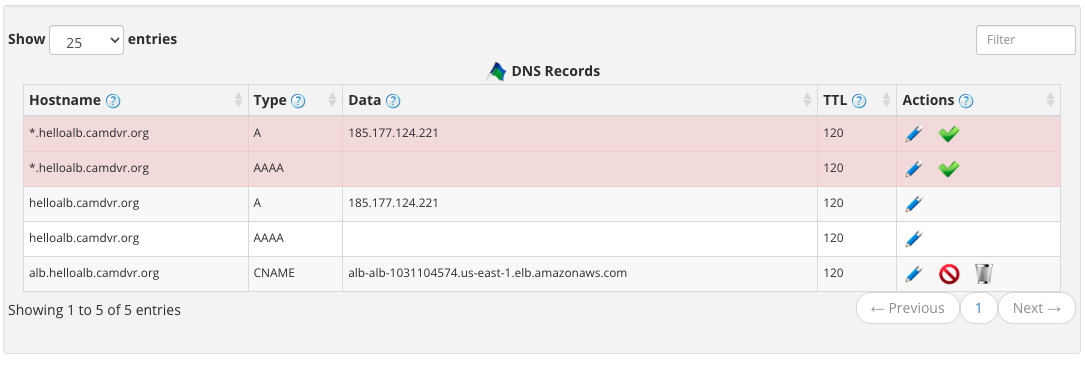 Show 25 entries Filter
DNS Records
Hostname Type Data TTL Actions
*.helloalb.camdvr.org A 185.177.124.221 120
*.helloalb.camdvr.org AAAA 120
helloalb.camdvr.org A 185.177.124.221 120
helloalb.camdvr.org AAAA 120
alb.helloalb.camdvr.org CNAME alb-alb-1031104574.us-east-1.elb.amazonaws.com 120
Showing 1 to 5 of 5 entries ← Previous 1 Next →